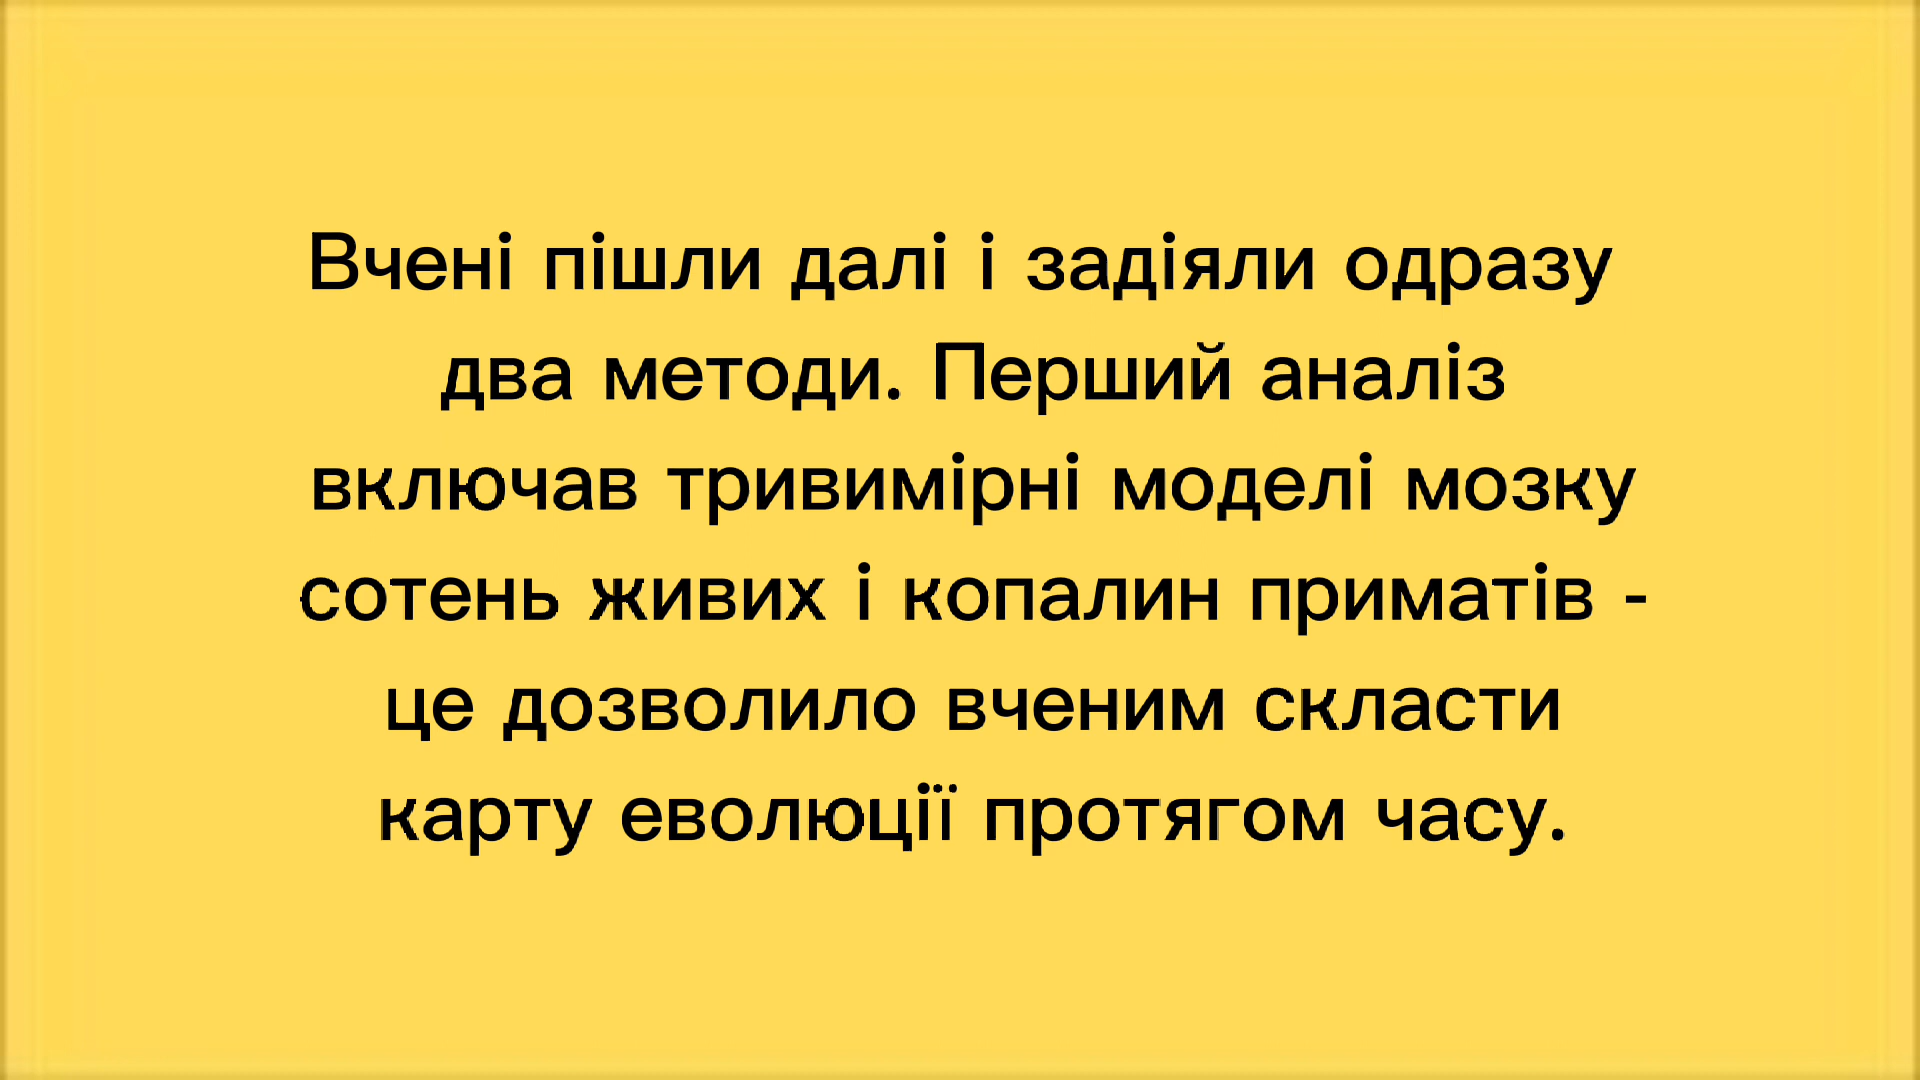 Вчені пішли далі і задіяли одразу
два методи. Перший аналіз
включав тривимірні моделі мозку
сотень живих і копалин приматів -
це дозволило вченим скласти
карту еволюції протягом часу.